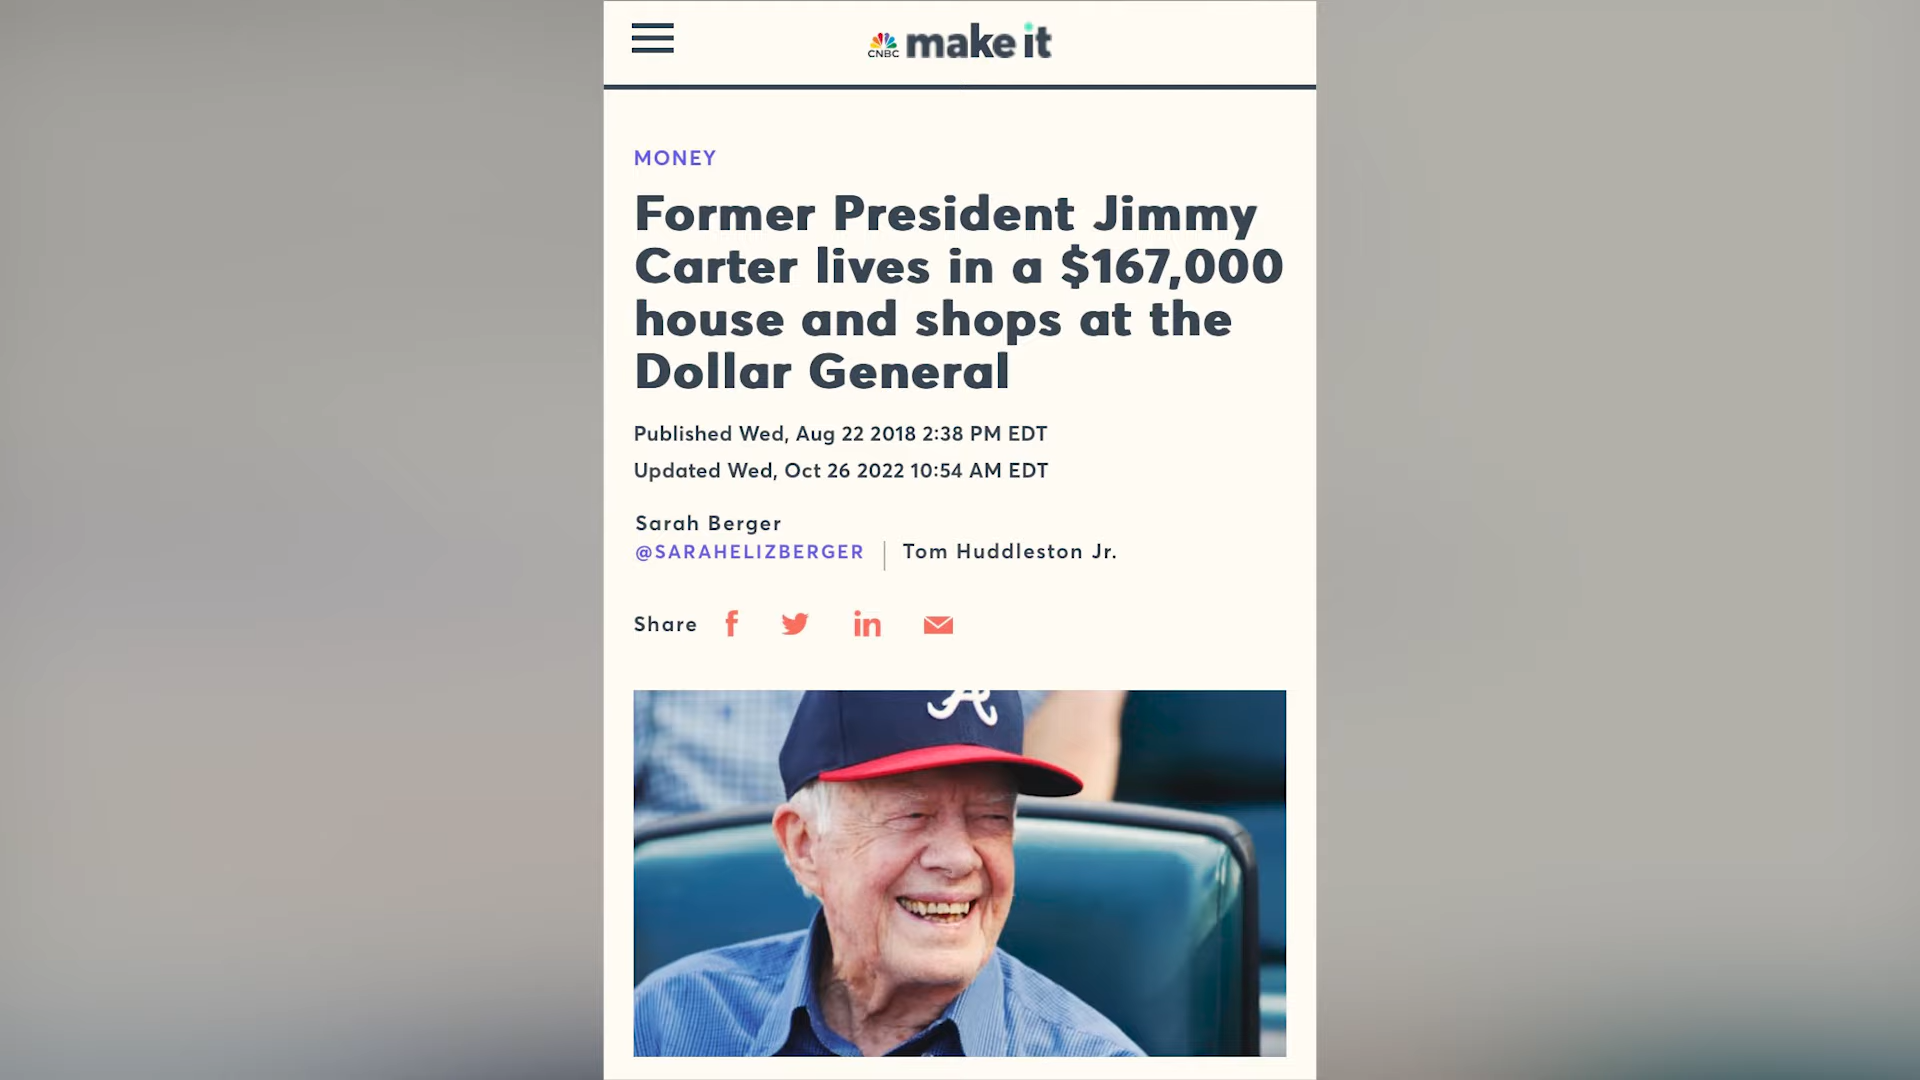 CNBC make it
MONEY
Former President Jimmy
Carter lives in a $167,000
house and shops at the
Dollar General
Published Wed, Aug 22 2018 2:38 PM EDT
Updated Wed, Oct 26 2022 10:54 AM EDT
Sarah Berger
@SARAHELIZBERGER | Tom Huddleston Jr.
Share
A